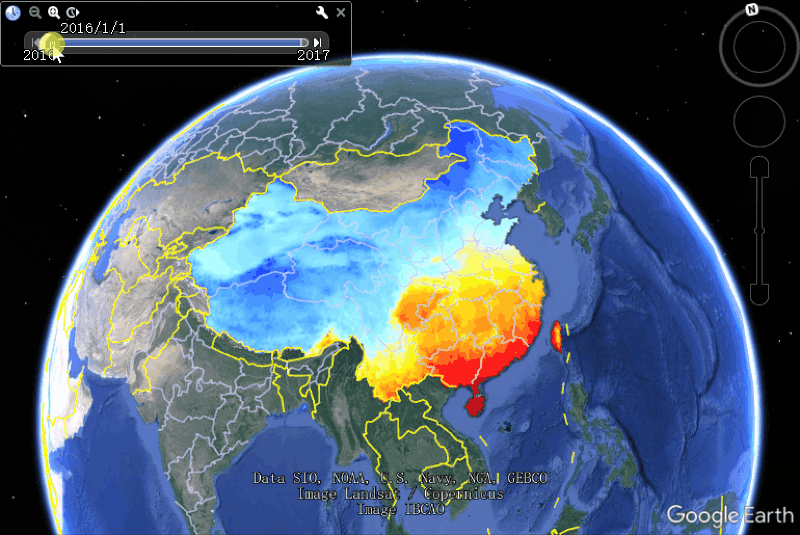 N
2016/1/1
2016
2017
Data SIO, NOAA, U.S. Navy, NGA, GEBCO
Image Landsat / Copernicus
Image IBCAO
Google Earth